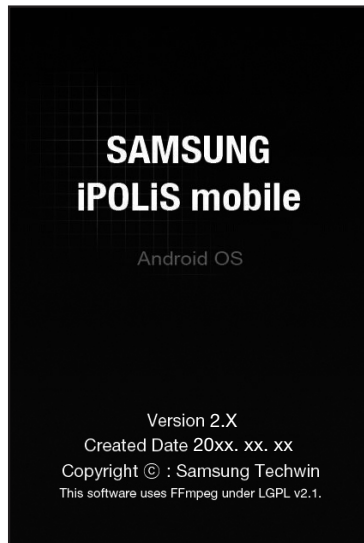 SAMSUNG
iPOLiS mobile
Android OS
Version 2.X
Created Date 20xx. xx. xx
Copyright ⓒ : Samsung Techwin
This software uses FFmpeg under LGPL v2.1.